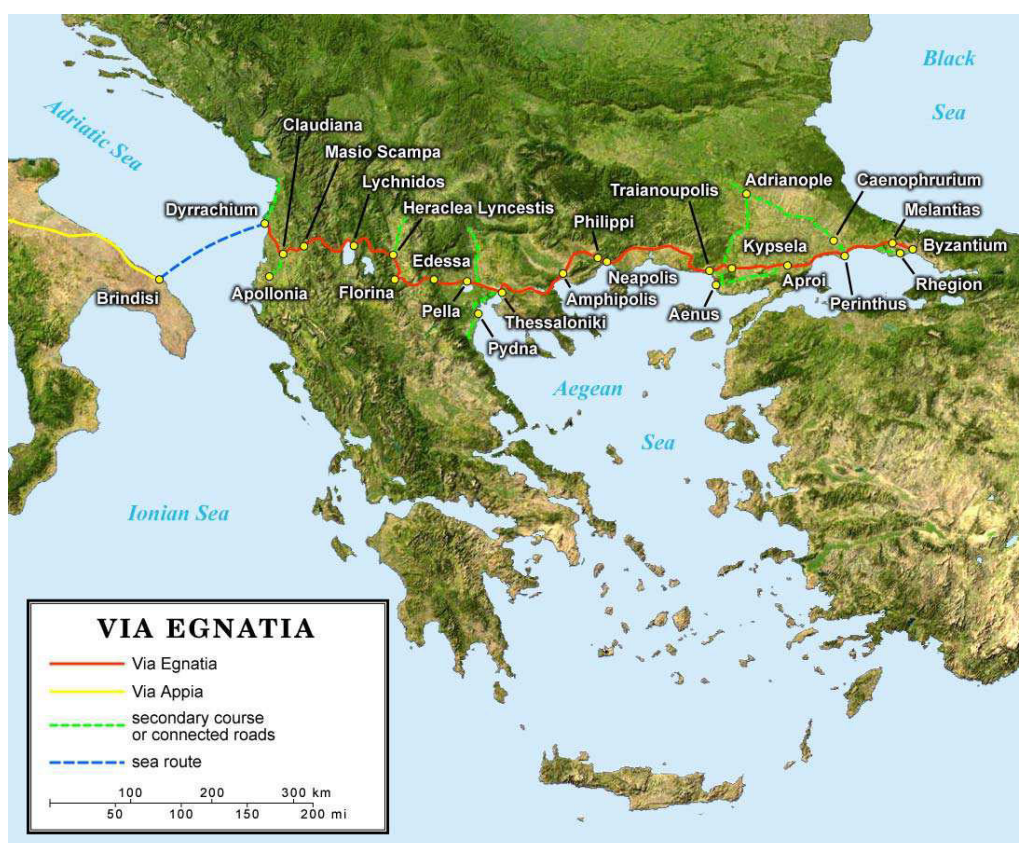 Black
Sea
Adriatic Sea
Claudiana
Masio Scampa
Lychnidos
Dyrrachium
Heraclea Lyncestis
Traianoupolis
Adrianople
Caenophrurium
Philippi
Melantias
Kypsela
Byzantium
Edessa
Brindisi
Apollonia
Florina
Neapolis
Aproi
Rhegion
Pella
Amphipolis
Aenus
Perinthus
Thessaloniki
Pydna
Aegean
Sea
Ionian Sea
VIA EGNATIA
Via Egnatia
Via Appia
secondary course
or connected roads
sea route
100 200 300 km
50 100 150 200 mi